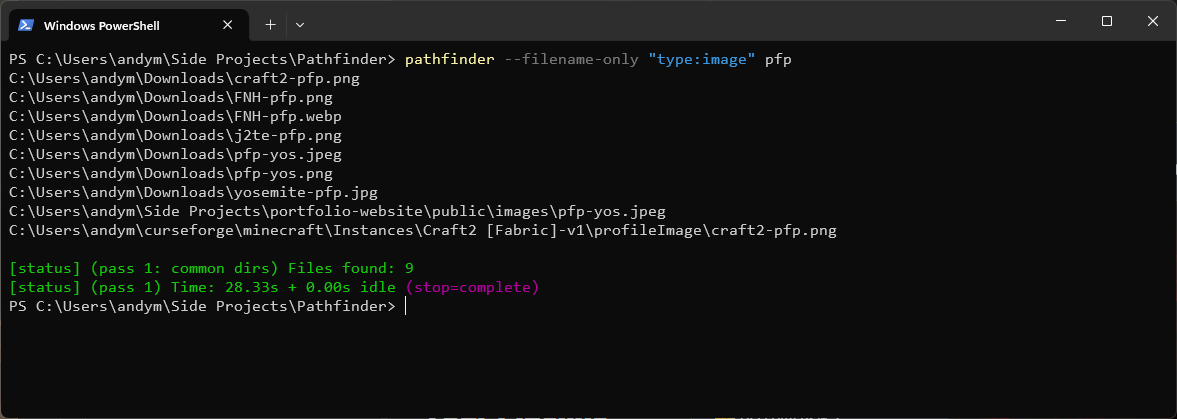 Windows PowerShell
PS C:\Users\andym\Side Projects\Pathfinder> pathfinder --filename-only "type:image" pfp
C:\Users\andym\Downloads\craft2-pfp.png
C:\Users\andym\Downloads\FNH-pfp.png
C:\Users\andym\Downloads\FNH-pfp.webp
C:\Users\andym\Downloads\j2te-pfp.png
C:\Users\andym\Downloads\pfp-yos.jpeg
C:\Users\andym\Downloads\pfp-yos.png
C:\Users\andym\Downloads\yosemite-pfp.jpg
C:\Users\andym\Side Projects\portfolio-website\public\images\pfp-yos.jpeg
C:\Users\andym\curseforge\minecraft\Instances\Craft2 [Fabric]-v1\profileImage\craft2-pfp.png
[status] (pass 1: common dirs) Files found: 9
[status] (pass 1) Time: 28.33s + 0.00s idle (stop=complete)
PS C:\Users\andym\Side Projects\Pathfinder>